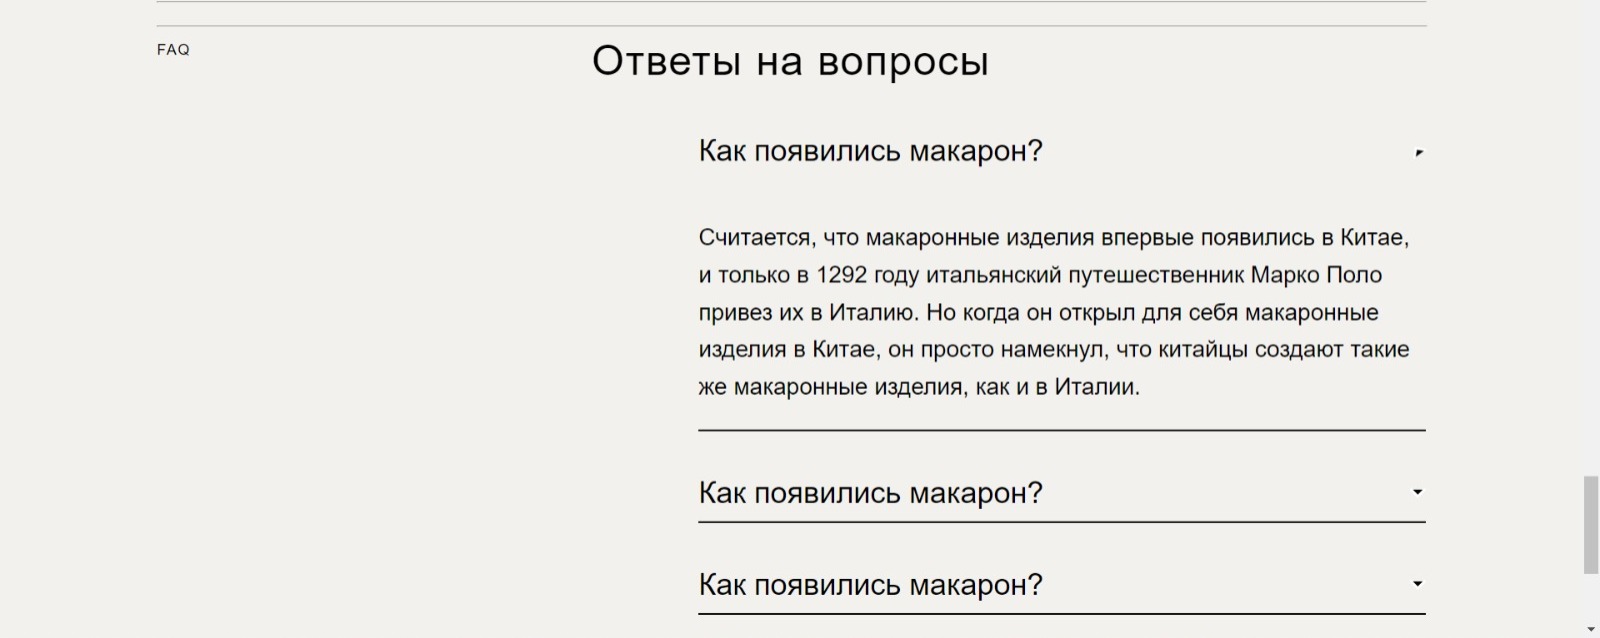 FAQ
Ответы на вопросы
Как появились макарон?
Считается, что макаронные изделия впервые появились в Китае,
и только в 1292 году итальянский путешественник Марко Поло
привез их в Италию. Но когда он открыл для себя макаронные
изделия в Китае, он просто намекнул, что китайцы создают такие
же макаронные изделия, как и в Италии.
Как появились макарон?
Как появились макарон?